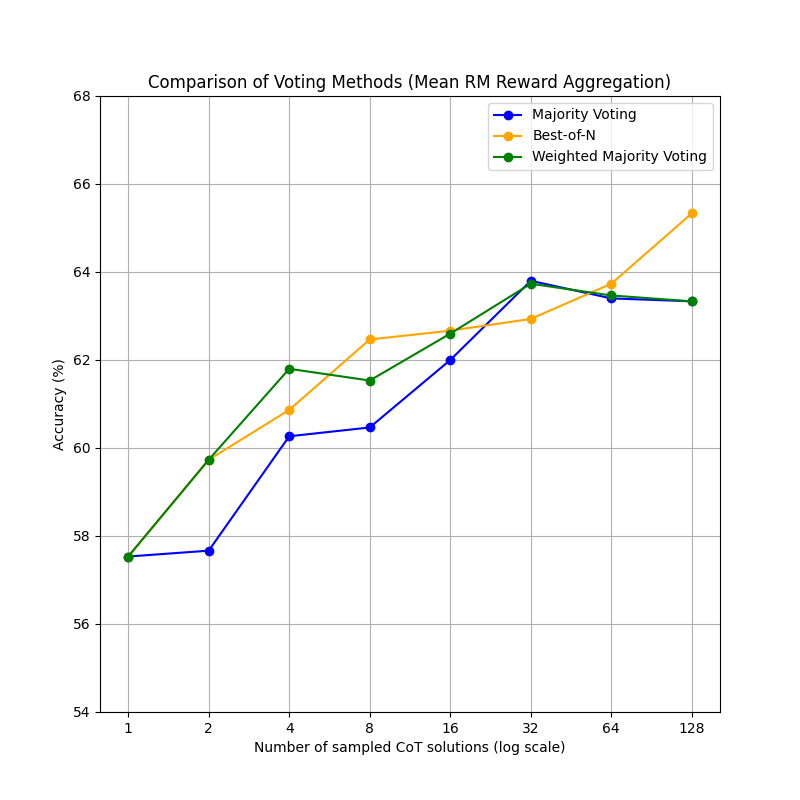 Comparison of Voting Methods (Mean RM Reward Aggregation)
Majority Voting
Best-of-N
Weighted Majority Voting
68
66
64
62
60
58
56
54
Accuracy (%)
1 2 4 8 16 32 64 128
Number of sampled CoT solutions (log scale)